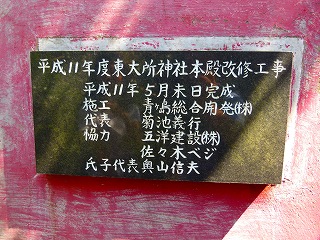 平成11年度東大所神社本殿改修工事
平成11年5月末日完成
施工 青ヶ島総合開発(株)
代表 菊池義行
協力 五洋建設(株)
佐々木ベジ
氏子代表奥山信夫